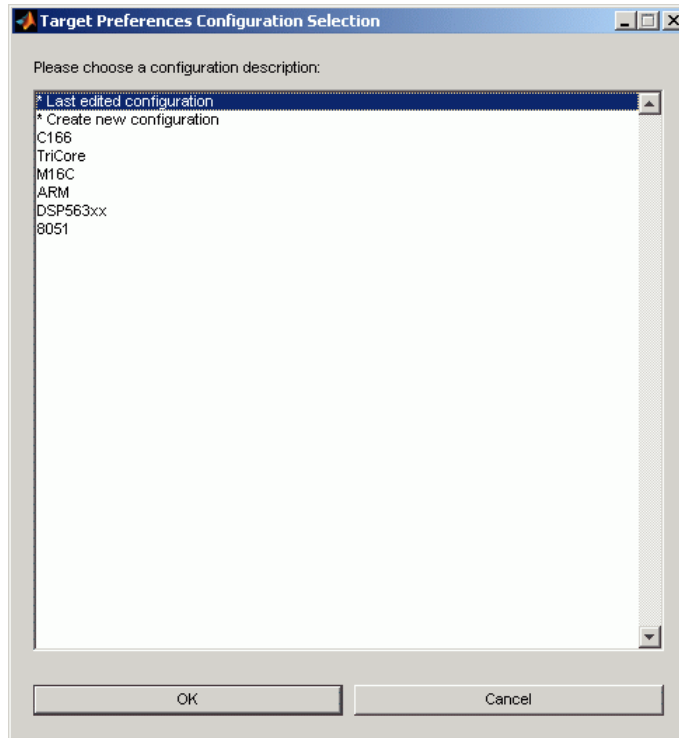 Target Preferences Configuration Selection
Please choose a configuration description:
* Last edited configuration
* Create new configuration
C166
TriCore
M16C
ARM
DSP563xx
8051
OK
Cancel